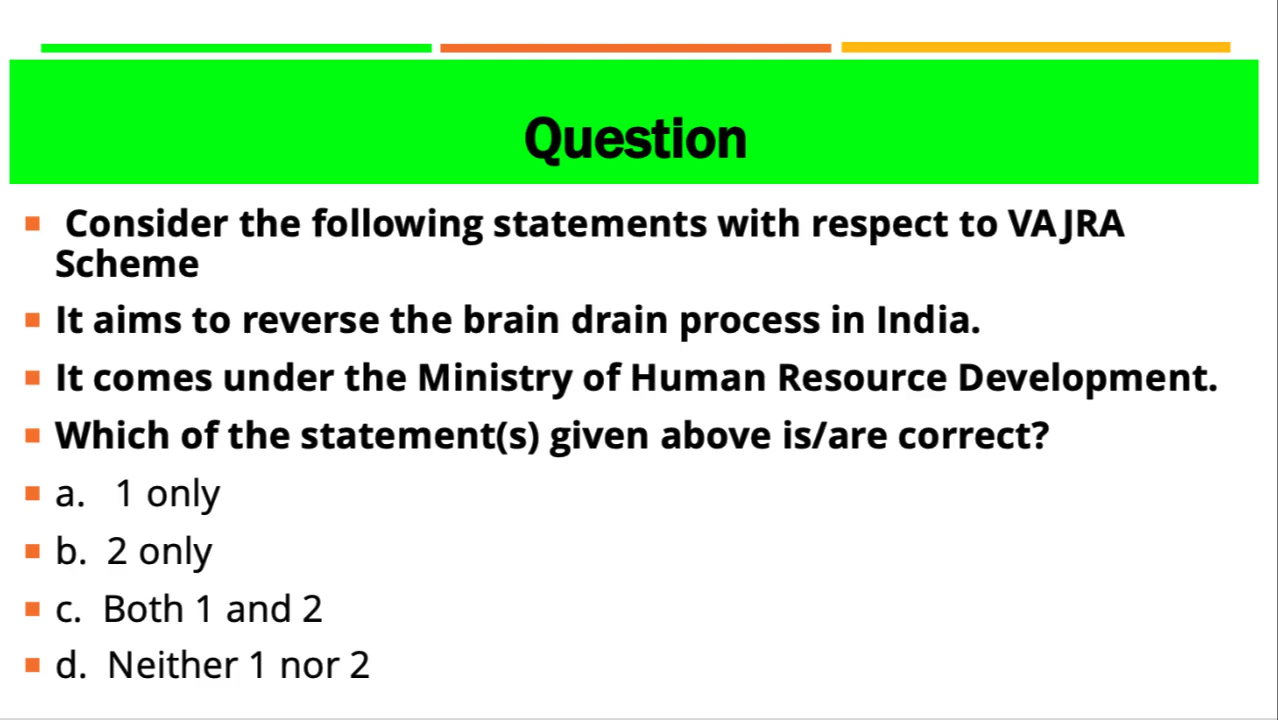 Question
Consider the following statements with respect to VAJRA
Scheme
It aims to reverse the brain drain process in India.
It comes under the Ministry of Human Resource Development.
Which of the statement(s) given above is/are correct?
a. 1 only
b. 2 only
c. Both 1 and 2
d. Neither 1 nor 2